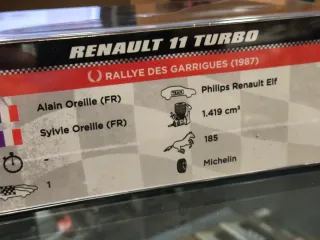 RENAULT 11 TURBO
RALLYE DES GARRIGUES (1987)
Alain Oreille (FR)
Sylvie Oreille (FR)
-
1
Philips Renault Elf
1.419 cm³
185
Michelin